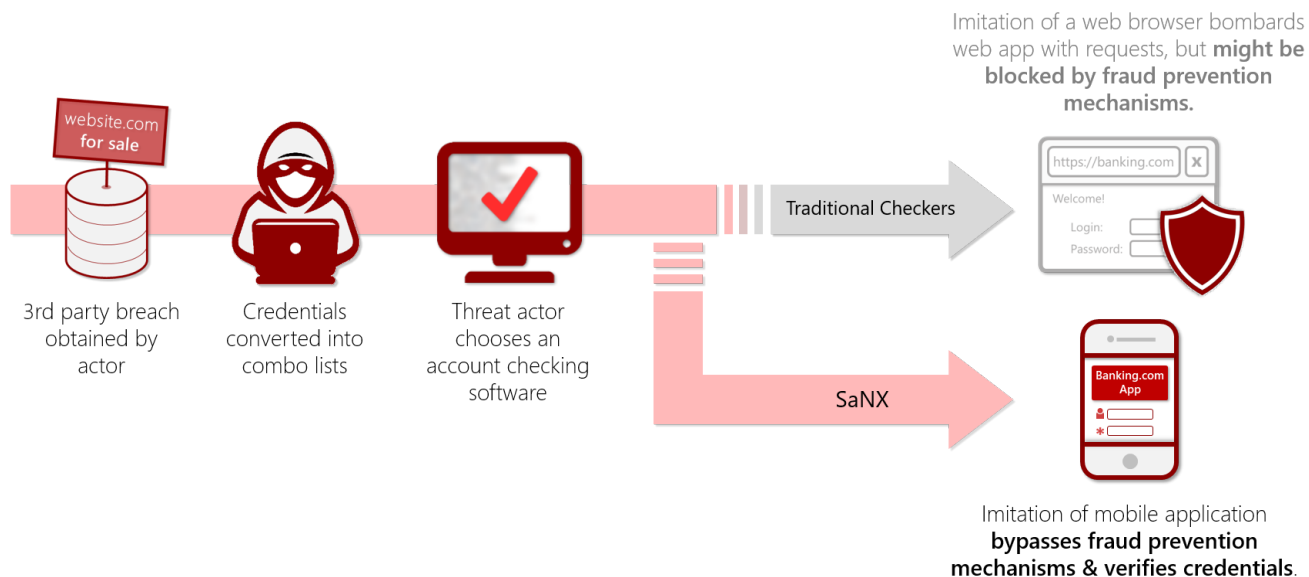 Imitation of a web browser bombards
web app with requests, but might be
blocked by fraud prevention
mechanisms.
website.com
for sale
https://banking.com
X
Welcome!
Login:
Password:
Traditional Checkers
3rd party breach
obtained by
actor
Credentials
converted into
combo lists
Threat actor
chooses an
account checking
software
SaNX
Banking.com
App
*
Imitation of mobile application
bypasses fraud prevention
mechanisms & verifies credentials.